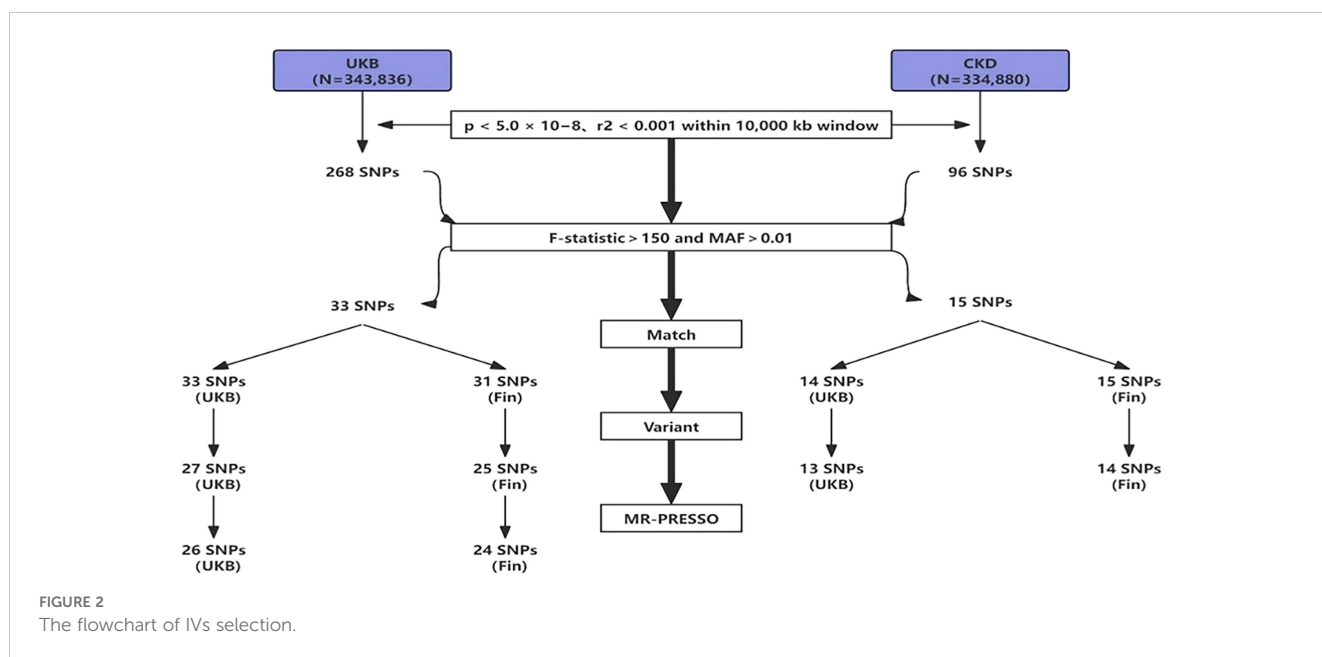 UKB
(N=343,836)
CKD
(N=334,880)
p < 5.0 × 10−8、r2 < 0.001 within 10,000 kb window
268 SNPs
96 SNPs
F-statistic > 150 and MAF > 0.01
33 SNPs
15 SNPs
Match
33 SNPs
(UKB)
31 SNPs
(Fin)
14 SNPs
(UKB)
15 SNPs
(Fin)
Variant
27 SNPs
(UKB)
25 SNPs
(Fin)
13 SNPs
(UKB)
14 SNPs
(Fin)
MR-PRESSO
26 SNPs
(UKB)
24 SNPs
(Fin)
FIGURE 2
The flowchart of IVs selection.